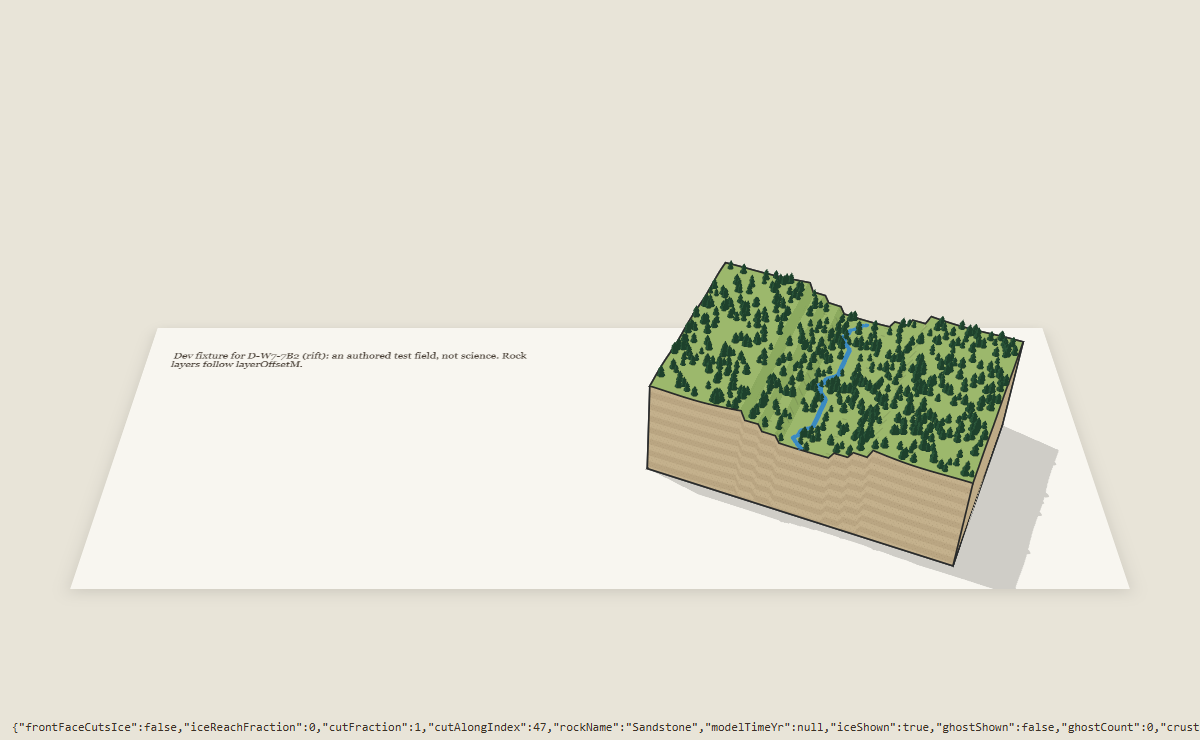 Dev fixture for D-W7-7B2 (rift): an authored test field, not science. Rock
layers follow layerOffsetM.
{"frontFaceCutsIce":false,"iceReachFraction":0,"cutFraction":1,"cutAlongIndex":47,"rockName":"Sandstone","modelTimeYr":null,"iceShown":true,"ghostShown":false,"ghostCount":0,"crust